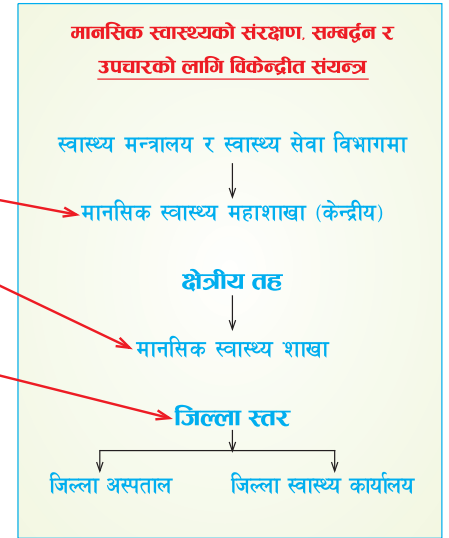 मानसिक स्वास्थ्यको संरक्षण, सम्बर्द्धन र
उपचारको लागि विकेन्द्रीत संयन्त्र
स्वास्थ्य मन्त्रालय र स्वास्थ्य सेवा विभागमा
मानसिक स्वास्थ्य महाशाखा (केन्द्रीय)
क्षेत्रीय तह
मानसिक स्वास्थ्य शाखा
जिल्ला स्तर
जिल्ला अस्पताल जिल्ला स्वास्थ्य कार्यालय